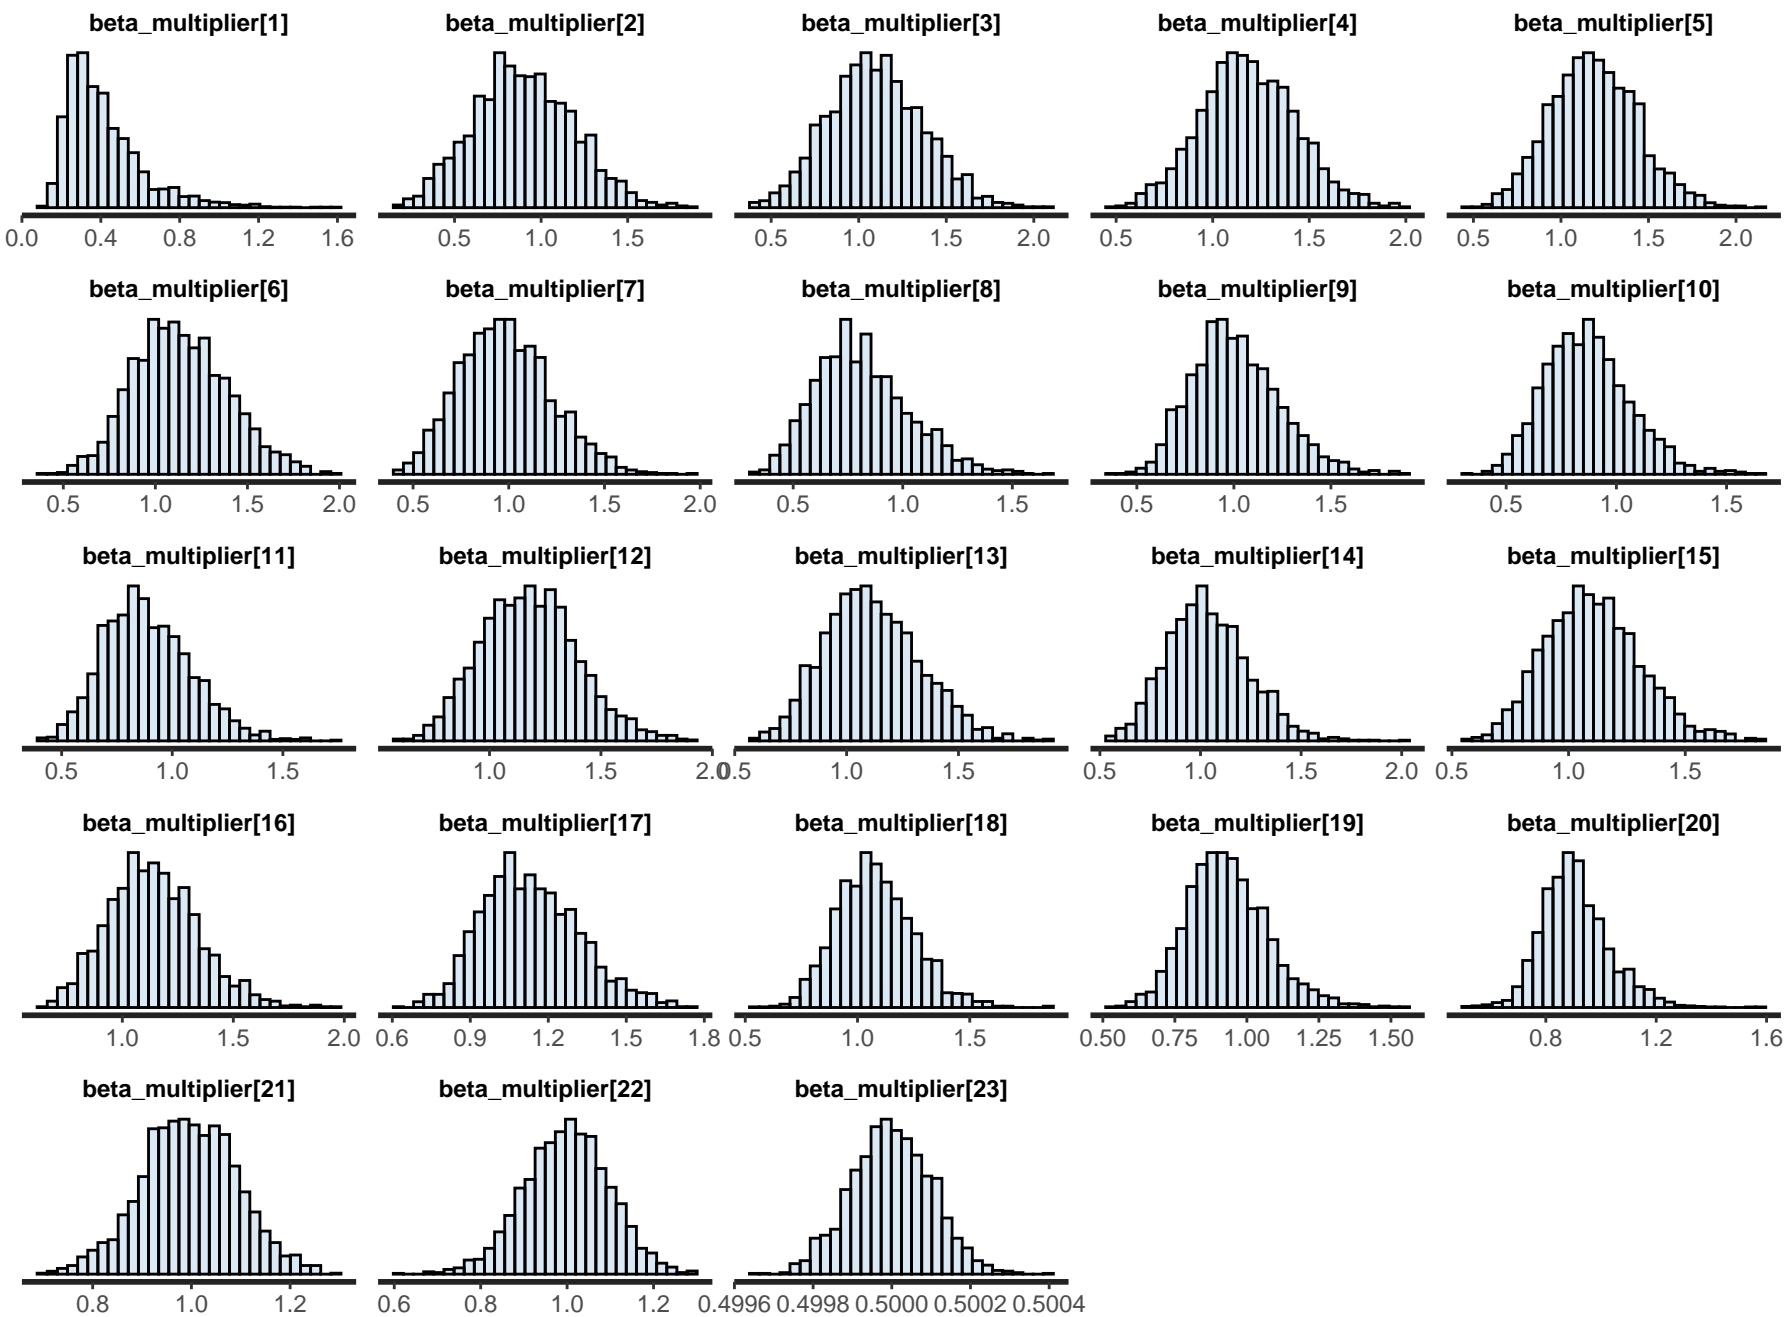 beta_multiplier[1] beta_multiplier[2] beta_multiplier[3] beta_multiplier[4] beta_multiplier[5]
0.0 0.4 0.8 1.2 1.6 0.5 1.0 1.5 0.5 1.0 1.5 2.0 0.5 1.0 1.5 2.0 0.5 1.0 1.5 2.0
beta_multiplier[6] beta_multiplier[7] beta_multiplier[8] beta_multiplier[9] beta_multiplier[10]
0.5 1.0 1.5 2.0 0.5 1.0 1.5 2.0 0.5 1.0 1.5 0.5 1.0 1.5 0.5 1.0 1.5
beta_multiplier[11] beta_multiplier[12] beta_multiplier[13] beta_multiplier[14] beta_multiplier[15]
0.5 1.0 1.5 1.0 1.5 2.0 0.5 1.0 1.5 0.5 1.0 1.5 2.0 0.5 1.0 1.5
beta_multiplier[16] beta_multiplier[17] beta_multiplier[18] beta_multiplier[19] beta_multiplier[20]
1.0 1.5 2.0 0.6 0.9 1.2 1.5 1.8 0.5 1.0 1.5 0.50 0.75 1.00 1.25 1.50 0.8 1.2 1.6
beta_multiplier[21] beta_multiplier[22] beta_multiplier[23]
0.8 1.0 1.2 0.6 0.8 1.0 1.2 0.4996 0.4998 0.5000 0.5002 0.5004